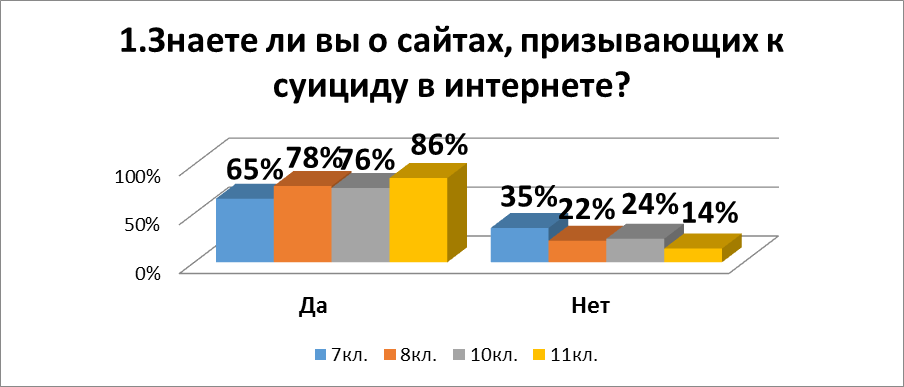 1.Знаете ли вы о сайтах, призывающих к
суициду в интернете?
86%
65% 78% 76%
100%
50%
0%
35% 22% 24% 14%
Да Нет
7кл. 8кл. 10кл. 11кл.